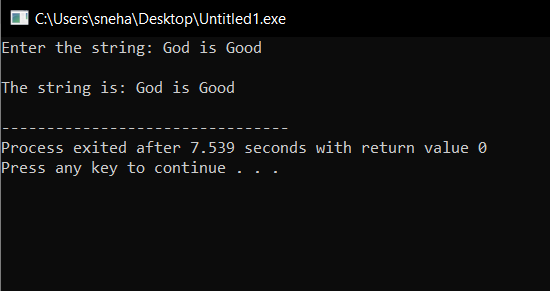 C:\Users\sneha\Desktop\Untitled1.exe
Enter the string: God is Good
The string is: God is Good
--------------------------------
Process exited after 7.539 seconds with return value 0
Press any key to continue . . .